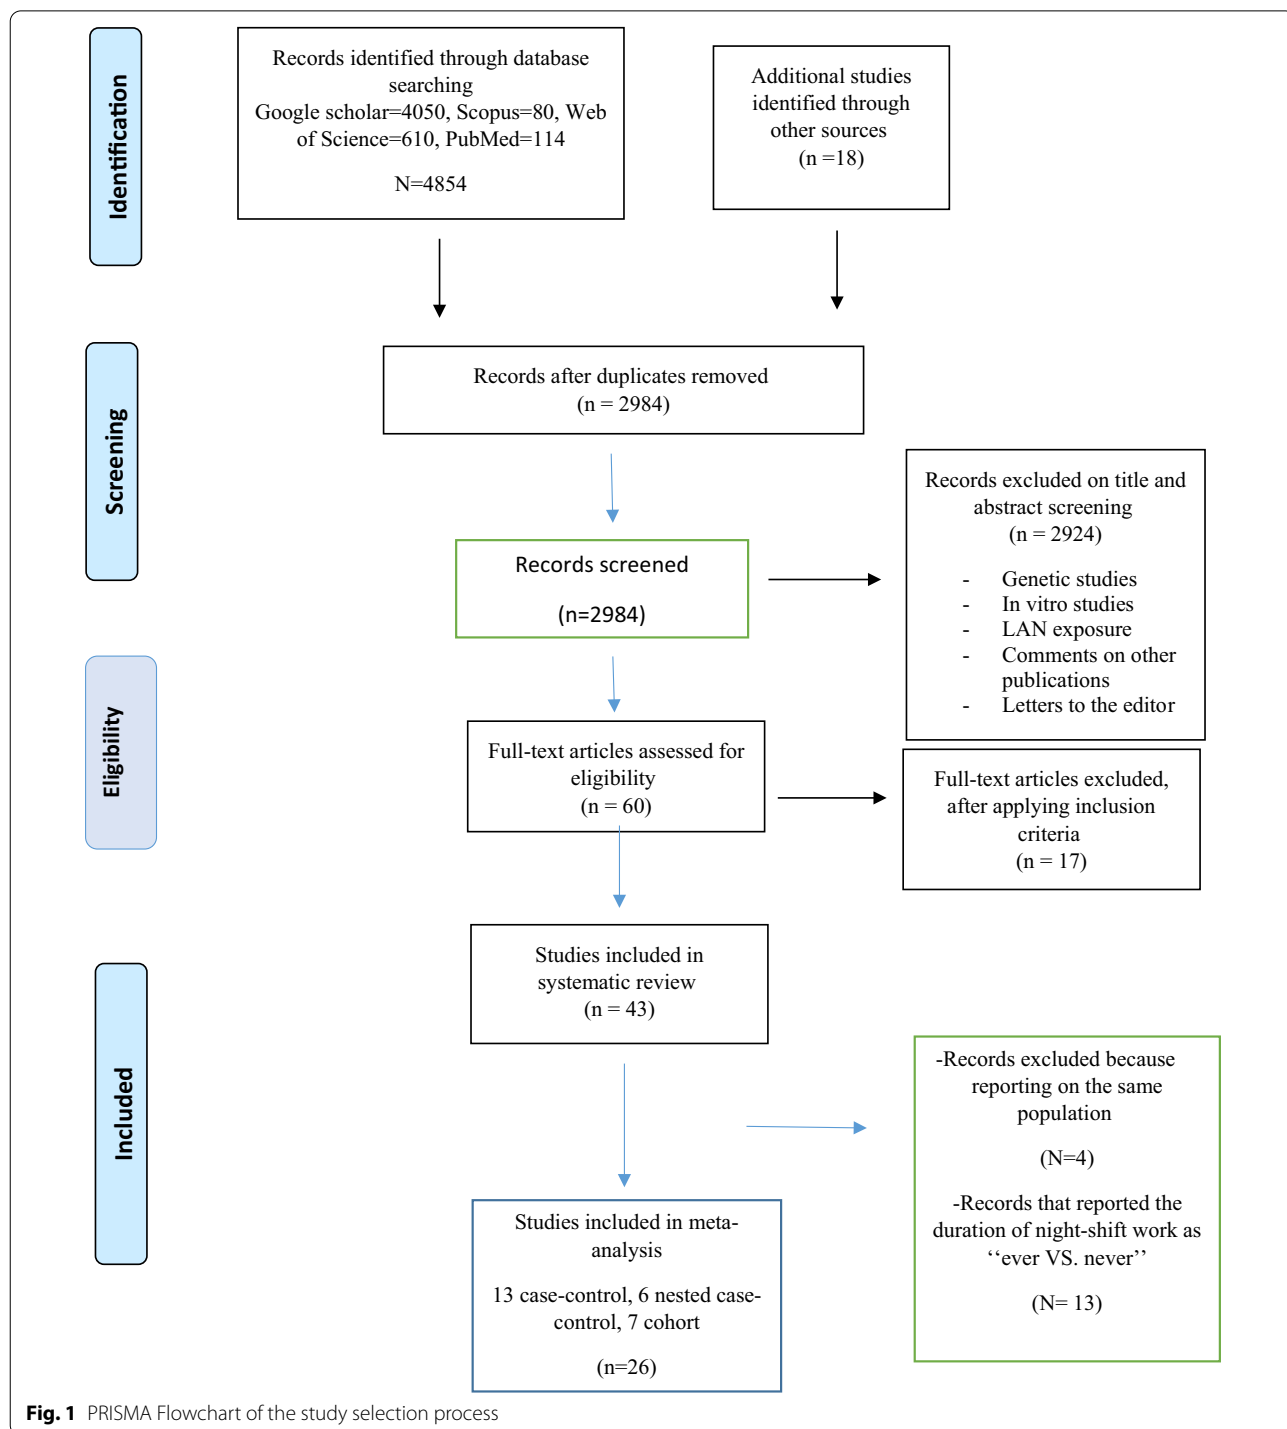 Identification
Records identified through database
searching
Google scholar=4050, Scopus=80, Web
of Science=610, PubMed=114
N=4854
Additional studies
identified through
other sources
(n =18)
Screening
Records after duplicates removed
(n = 2984)
Records screened
(n=2984)
Records excluded on title and
abstract screening
(n = 2924)
- Genetic studies
- In vitro studies
- LAN exposure
- Comments on other
publications
- Letters to the editor
Eligibility
Full-text articles assessed for
eligibility
(n = 60)
Full-text articles excluded,
after applying inclusion
criteria
(n = 17)
Included
Studies included in
systematic review
(n = 43)
-Records excluded because
reporting on the same
population
(N=4)
-Records that reported the
duration of night-shift work as
‘‘ever VS. never’’
(N= 13)
Studies included in meta-
analysis
13 case-control, 6 nested case-
control, 7 cohort
(n=26)
Fig. 1 PRISMA Flowchart of the study selection process